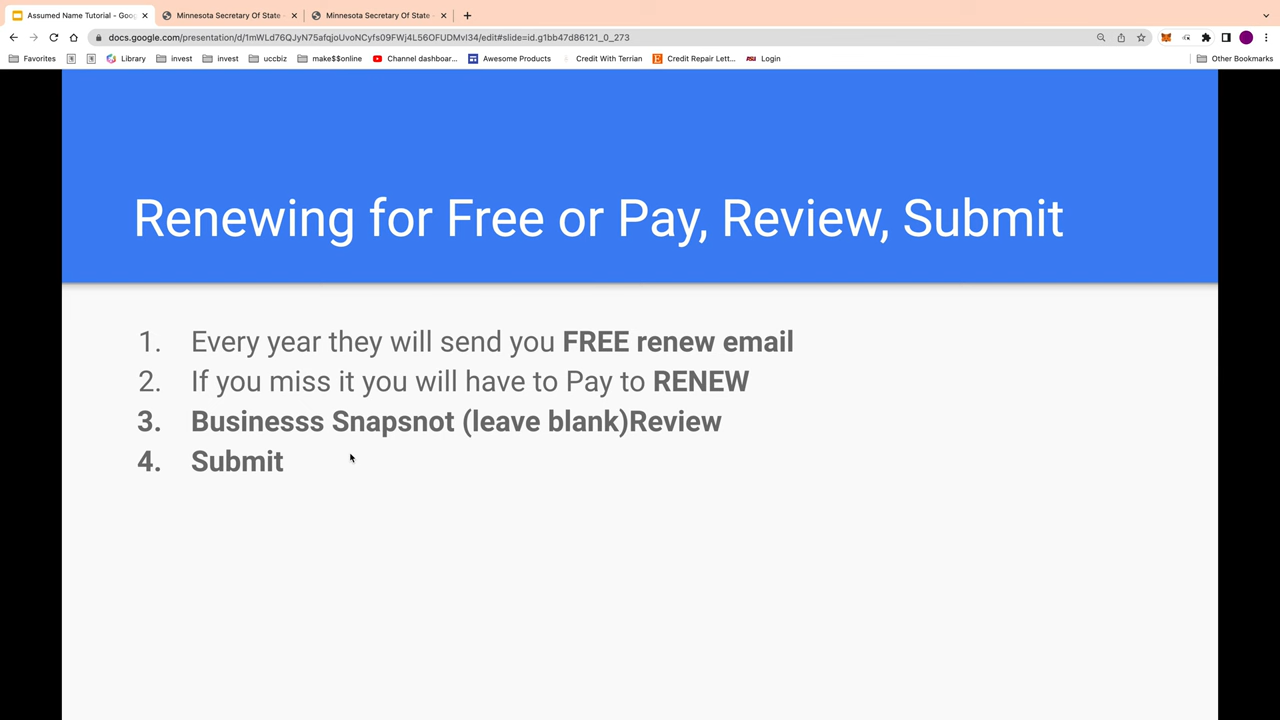 Assumed Name Tutorial - Goog
Minnesota Secretary Of State
Minnesota Secretary Of State
docs.google.com/presentation/d/1mWLd76QJyN75afqjoUvoNCyfs09FWj4L56OFUDMvI34/edit#slide=id.g1bb47d86121_0_273
Favorites Library invest invest uccbiz make$$online Channel dashboar... Awesome Products Credit With Terrian Credit Repair Lett... Login Other Bookmarks
Renewing for Free or Pay, Review, Submit
1. Every year they will send you FREE renew email
2. If you miss it you will have to Pay to RENEW
3. Businesss Snapsnot (leave blank)Review
4. Submit